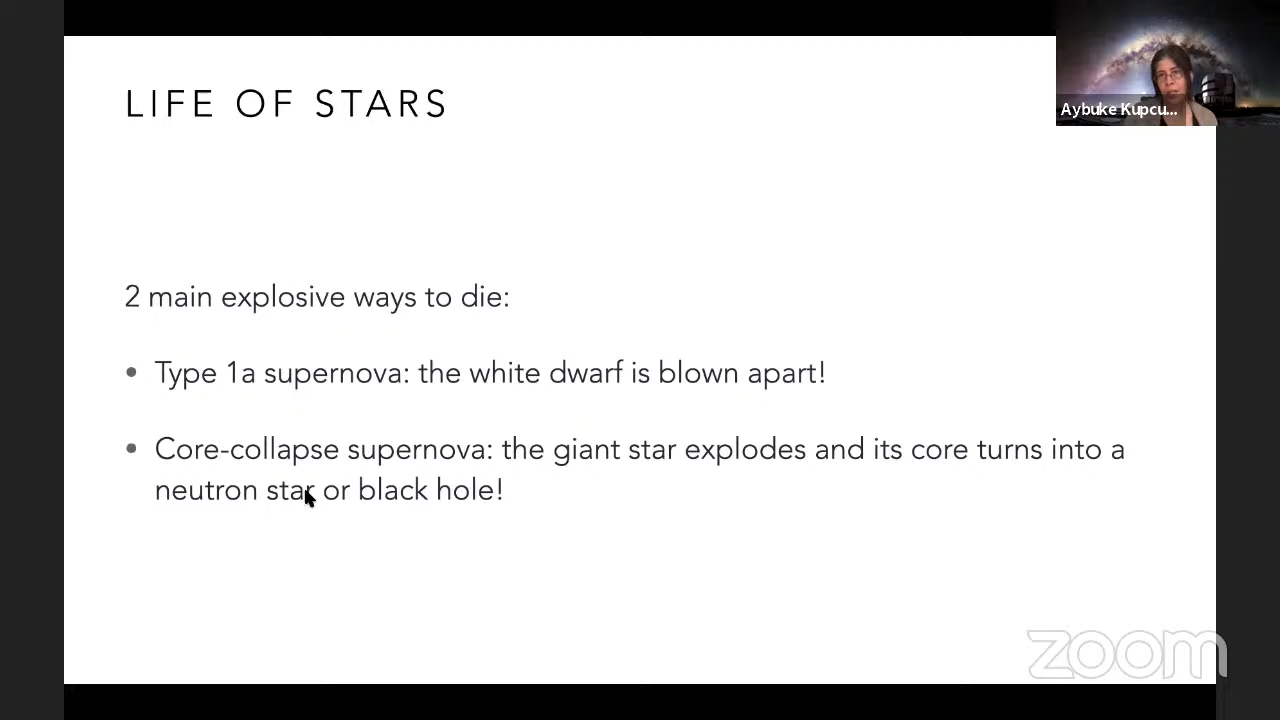 LIFE OF STARS
Aybuke Kupcu...
2 main explosive ways to die:
• Type 1a supernova: the white dwarf is blown apart!
• Core-collapse supernova: the giant star explodes and its core turns into a
neutron star or black hole!
zoom